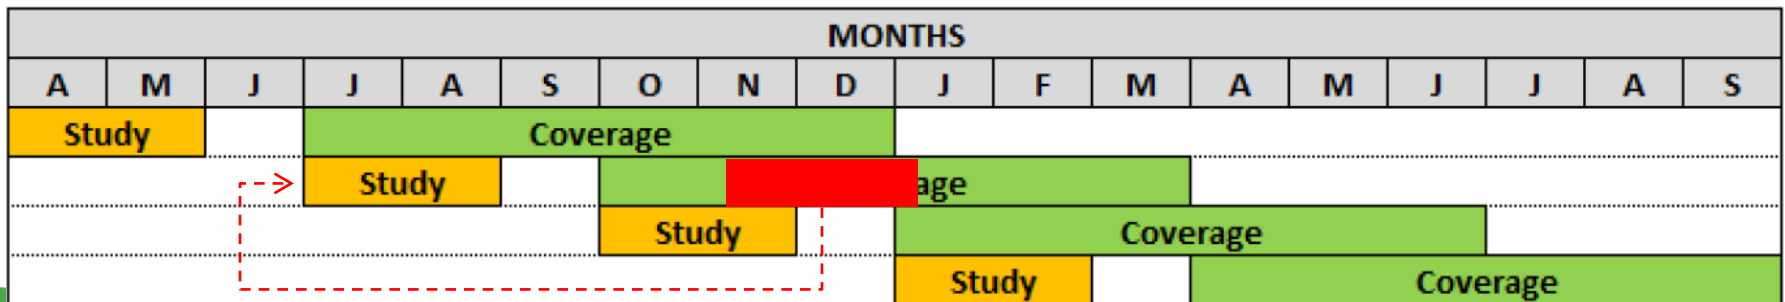 MONTHS
A M J J A S O N D J F M A M J J A S
Study Coverage
Study age
Study Coverage
Study Coverage